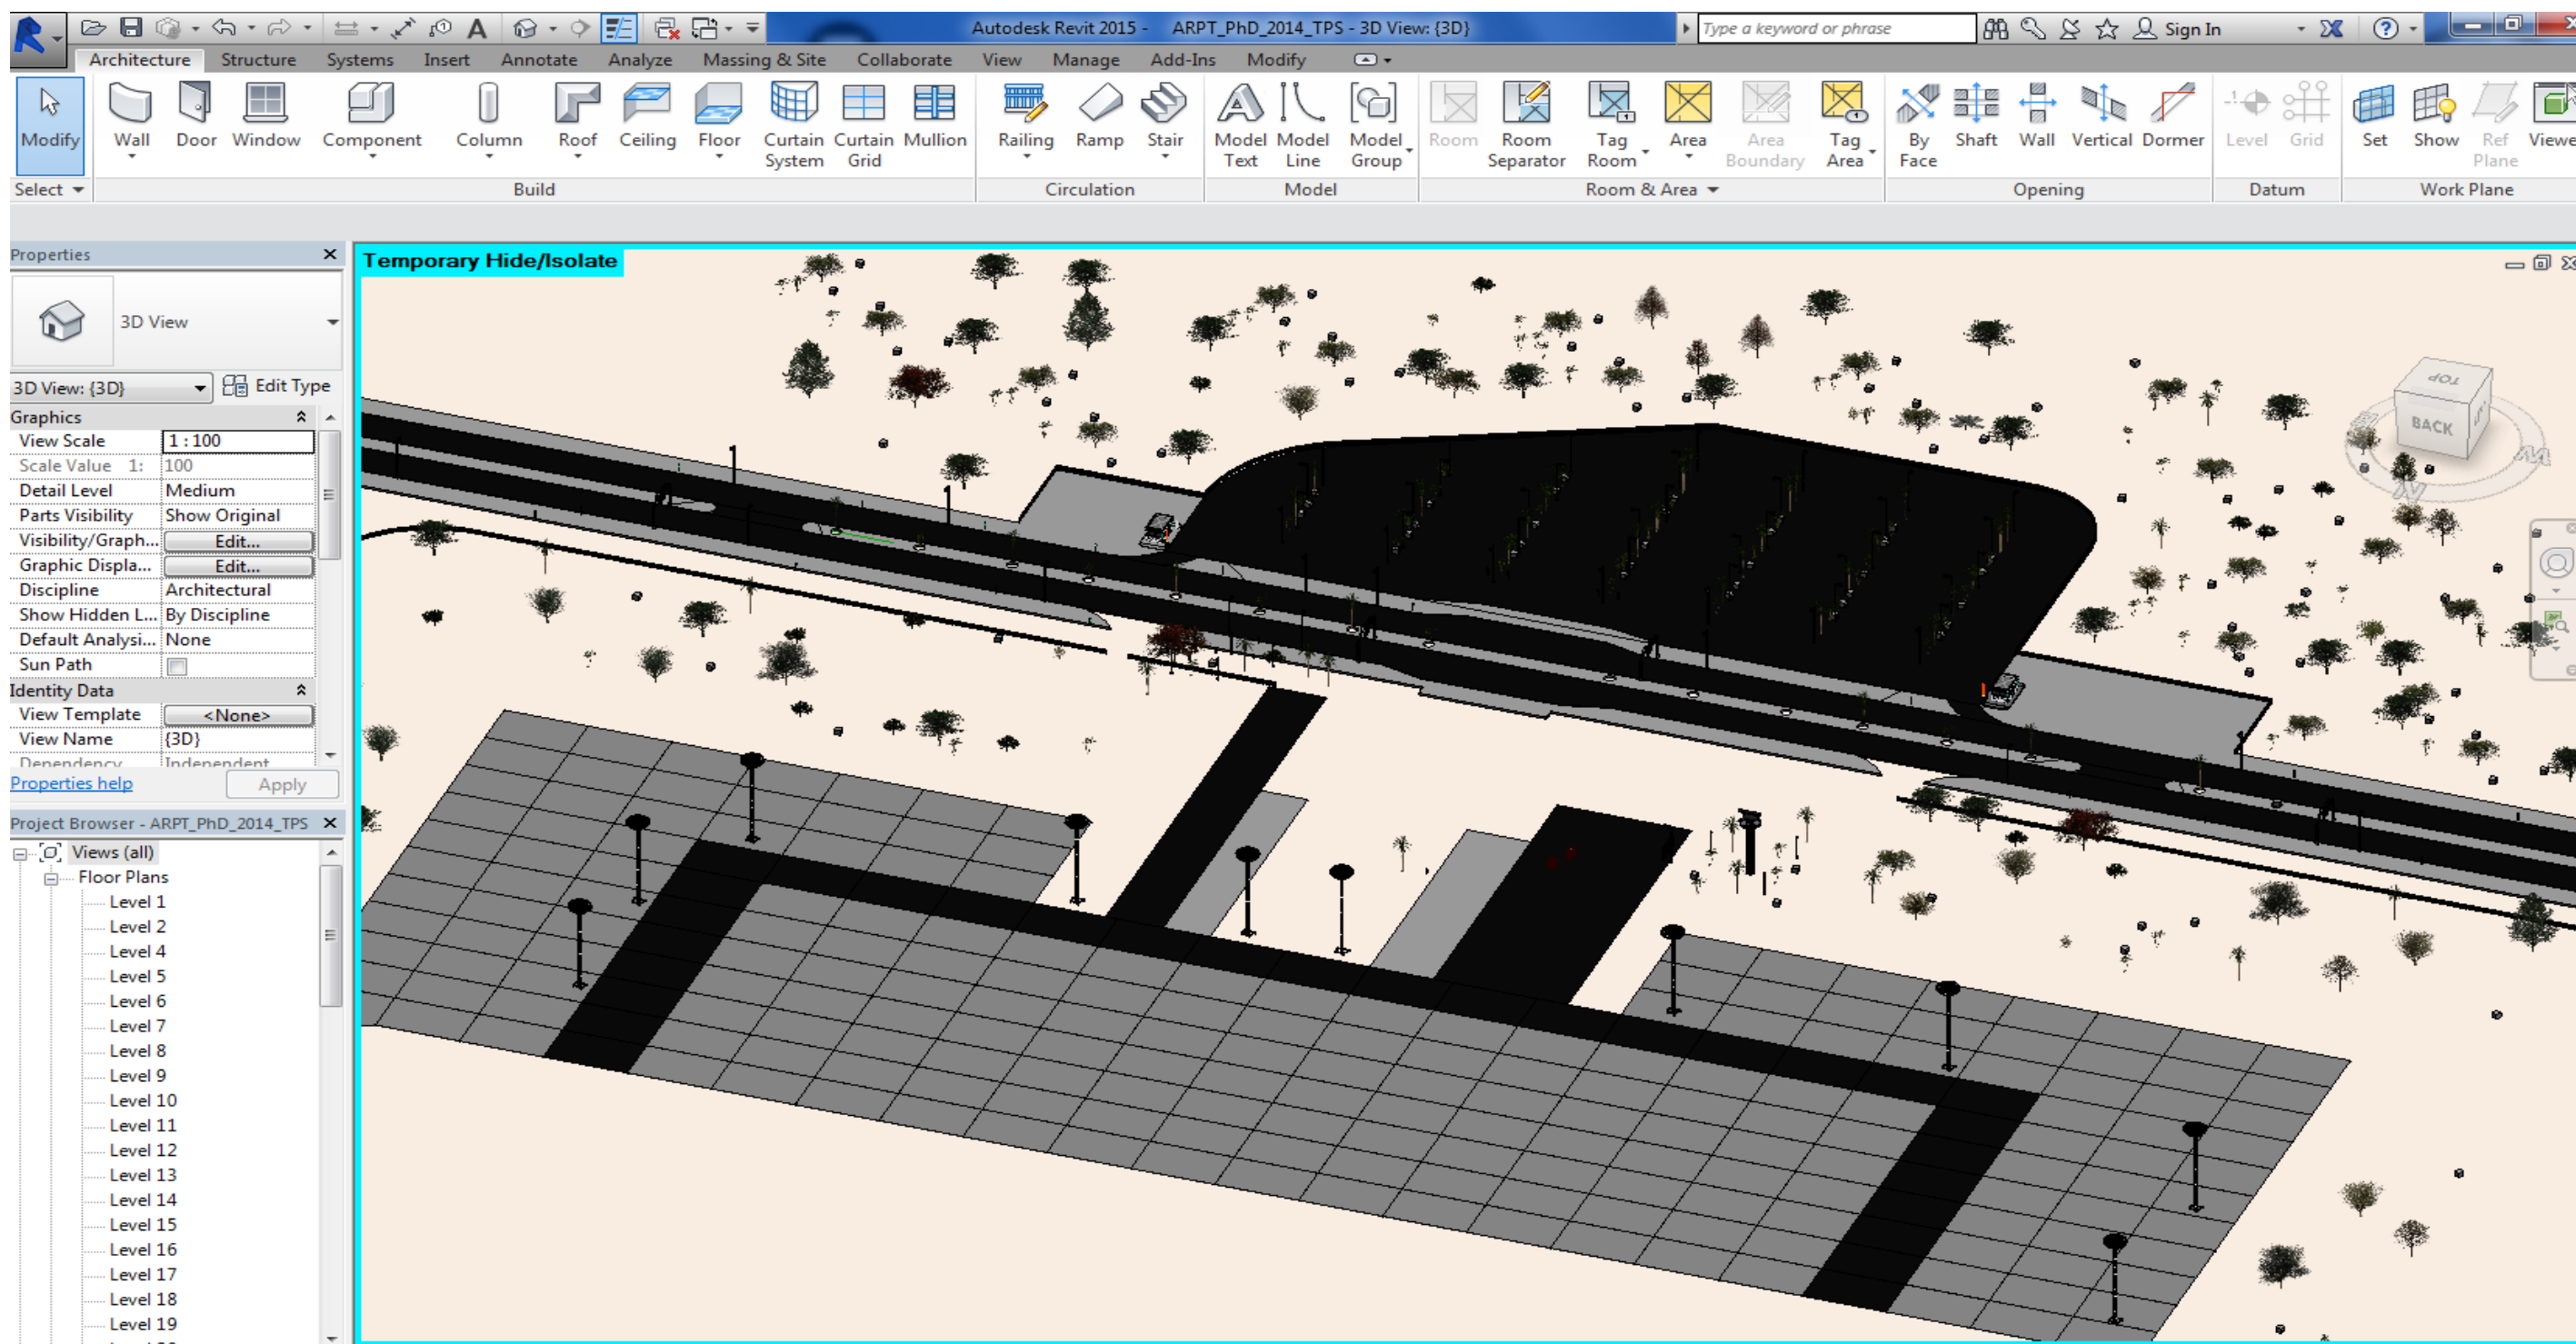 Autodesk Revit 2015 - ARPT_PhD_2014_TPS - 3D View: {3D}
Type a keyword or phrase
Sign In
Architecture Structure Systems Insert Annotate Analyze Massing & Site Collaborate View Manage Add-Ins Modify
Modify Wall Door Window Component Column Roof Ceiling Floor Curtain System Curtain Grid Mullion Railing Ramp Stair Model Text Model Line Model Group Room Room Separator Tag Room Area Area Boundary Tag Area By Face Shaft Wall Vertical Dormer Level Grid Set Show Ref Plane
Select Build Circulation Model Room & Area Opening Datum Work Plane
Properties
Temporary Hide/Isolate
3D View
3D View: {3D} Edit Type
Graphics
View Scale 1 : 100
Scale Value 1: 100
Detail Level Medium
Parts Visibility Show Original
Visibility/Graph... Edit...
Graphic Displa... Edit...
Discipline Architectural
Show Hidden L... By Discipline
Default Analysi... None
Sun Path
Identity Data
View Template <None>
View Name {3D}
Dependency Independent
Properties help Apply
TOP
BACK
N
Project Browser - ARPT_PhD_2014_TPS
Views (all)
Floor Plans
Level 1
Level 2
Level 4
Level 5
Level 6
Level 7
Level 8
Level 9
Level 10
Level 11
Level 12
Level 13
Level 14
Level 15
Level 16
Level 17
Level 18
Level 19